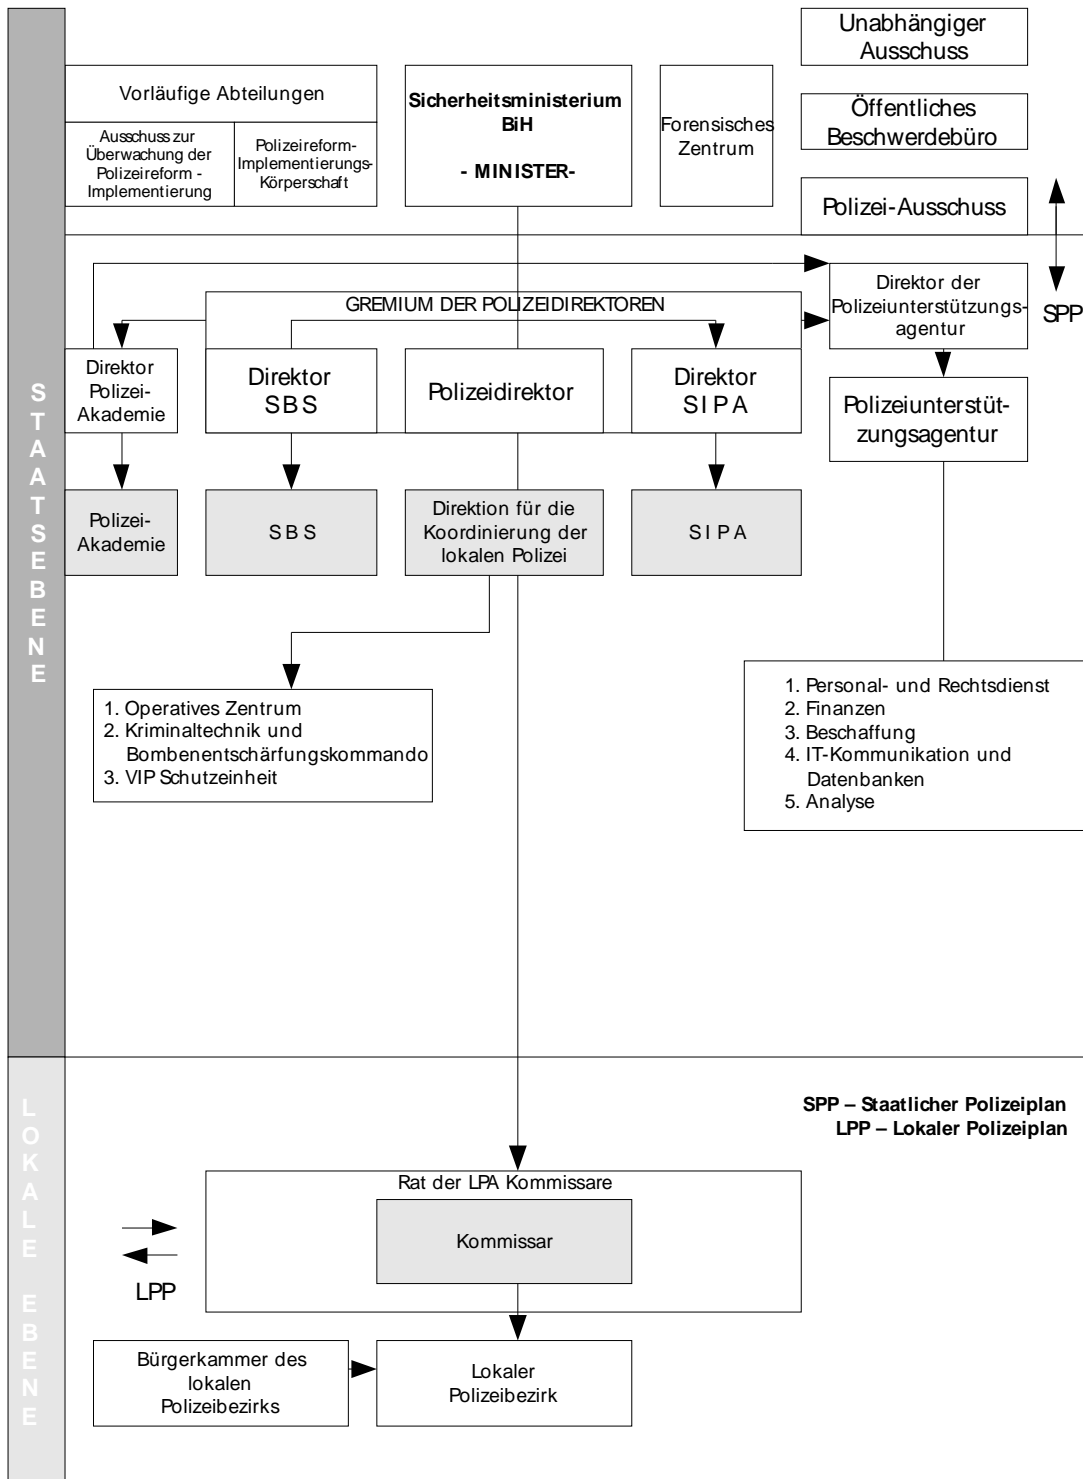 Unabhängiger
Ausschuss
Vorläufige Abteilungen
Ausschuss zur
Überwachung der
Polizeireform -
Implementierung
Polizeireform-
Implementierungs-
Körperschaft
Sicherheitsministerium
BiH
- MINISTER-
Forensisches
Zentrum
Öffentliches
Beschwerdebüro
Polizei-Ausschuss
SPP
STAATSEBENE
GREMIUM DER POLIZEIDIREKTOREN
Direktor der
Polizeiunterstützungs-
agentur
Direktor
Polizei-
Akademie
Direktor
SBS
Polizeidirektor
Direktor
SIPA
Polizeiunterstüt-
zungsagentur
Polizei-
Akademie
SBS
Direktion für die
Koordinierung der
lokalen Polizei
SIPA
1. Operatives Zentrum
2. Kriminaltechnik und
Bombenentschärfungskommando
3. VIP Schutzeinheit
1. Personal- und Rechtsdienst
2. Finanzen
3. Beschaffung
4. IT-Kommunikation und
Datenbanken
5. Analyse
LOKALE EBENE
SPP – Staatlicher Polizeiplan
LPP – Lokaler Polizeiplan
Rat der LPA Kommissare
Kommissar
LPP
Bürgerkammer des
lokalen
Polizeibezirks
Lokaler
Polizeibezirk